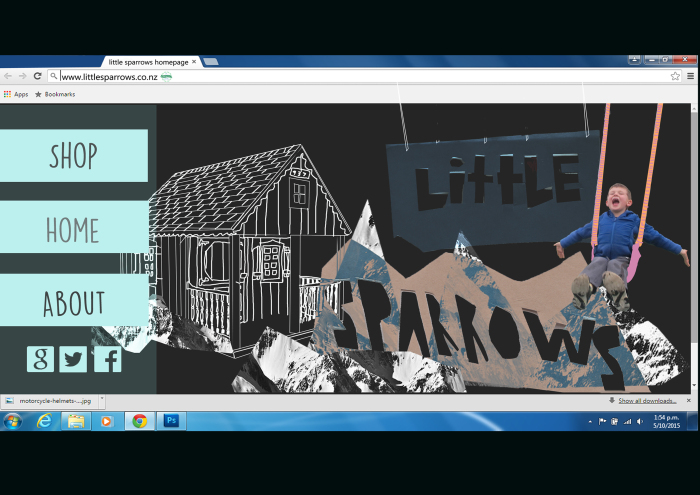 little sparrows homepage
www.littlesparrows.co.nz
Apps Bookmarks
SHOP
HOME
ABOUT
LiTTLE
SPARROWS
motorcycle-helmets-....jpg
Show all downloads...
Ps
1:54 p.m.
5/10/2015